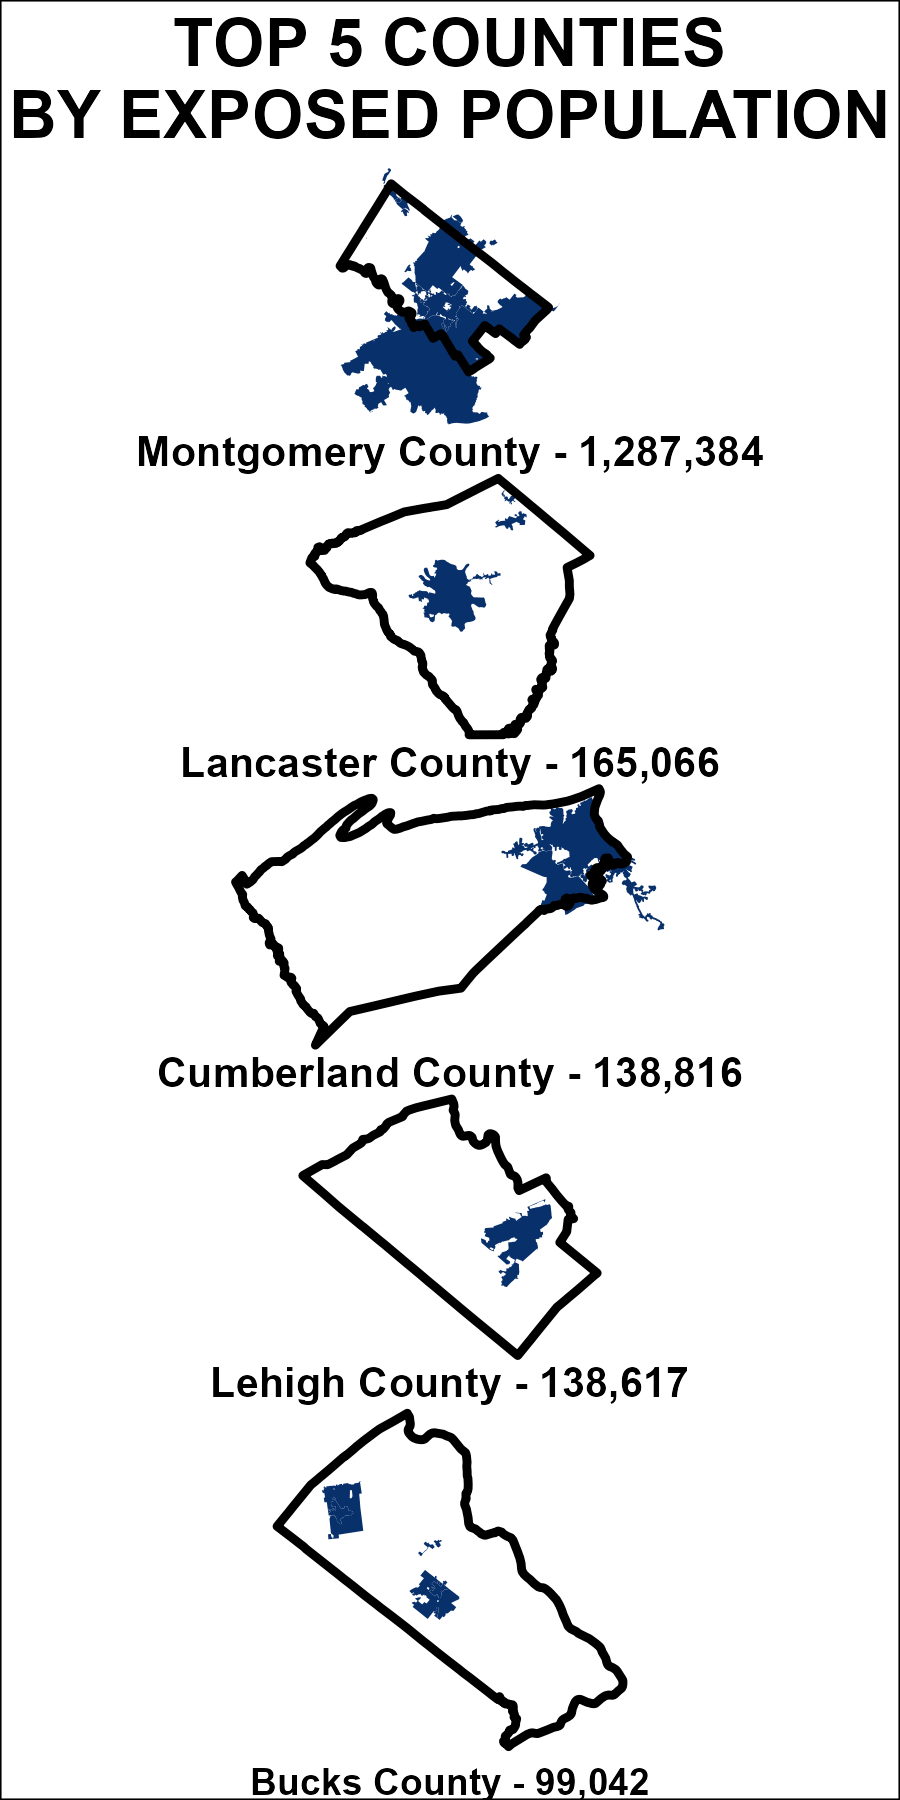 TOP 5 COUNTIES
BY EXPOSED POPULATION
Montgomery County - 1,287,384
Lancaster County - 165,066
Cumberland County - 138,816
Lehigh County - 138,617
Bucks County - 99,042